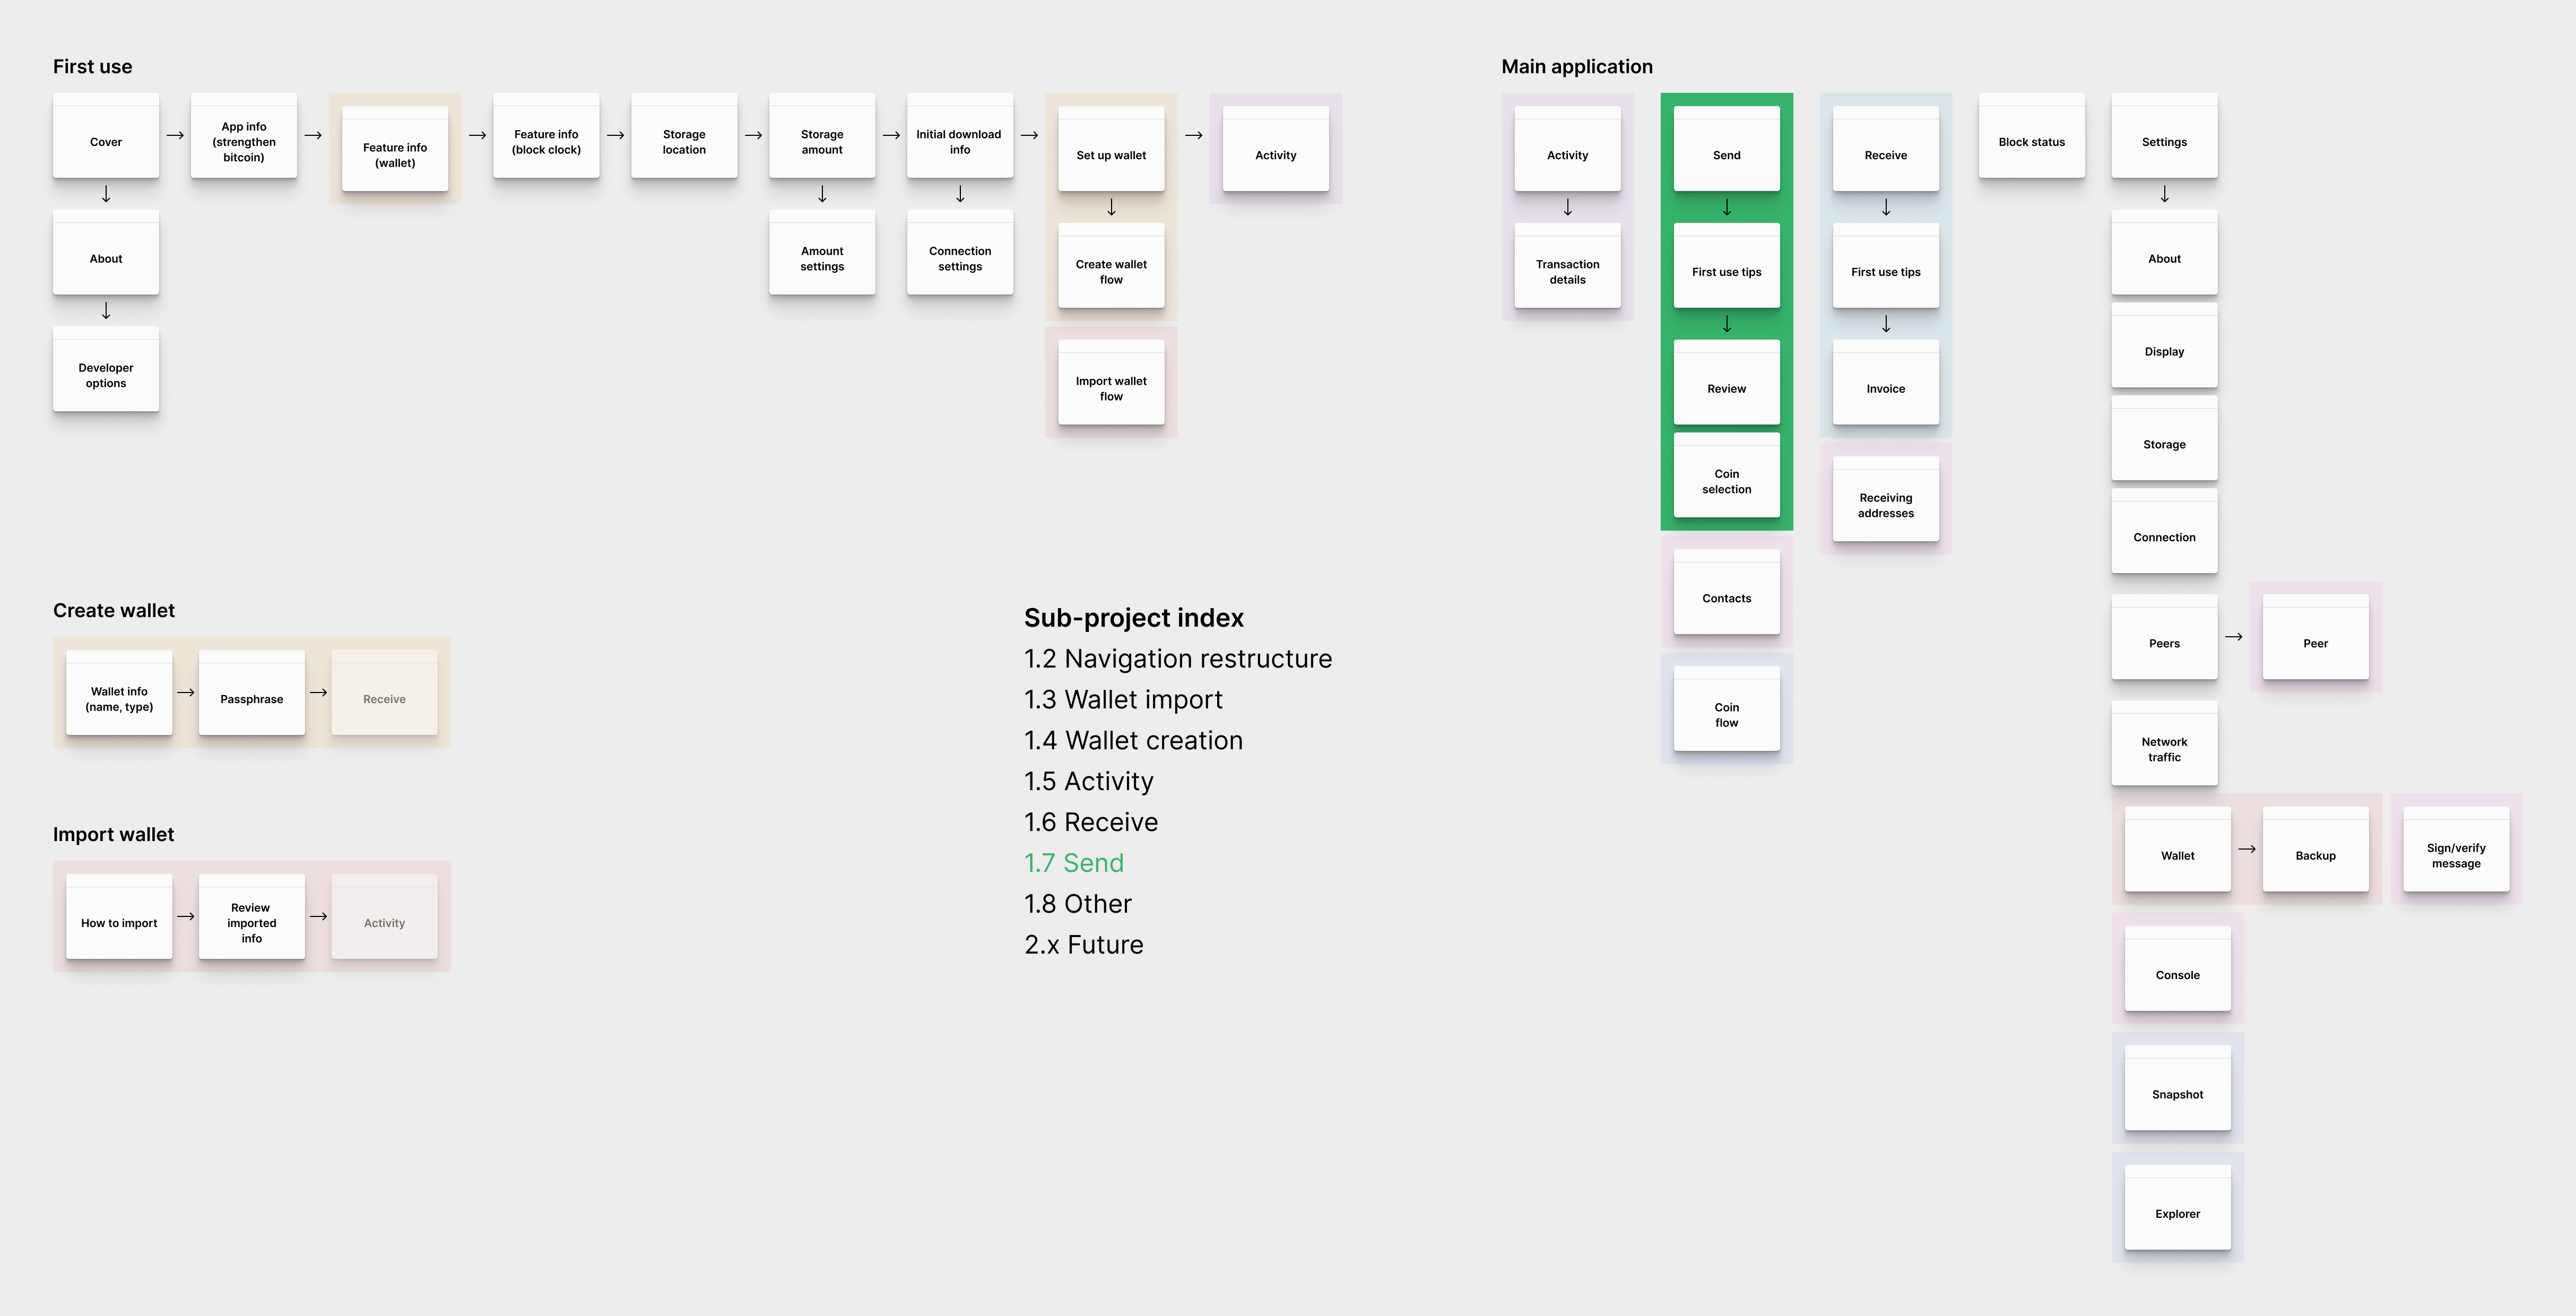 First use
Cover
App info
(strengthen
bitcoin)
Feature info
(wallet)
Feature info
(block clock)
Storage
location
Storage
amount
Initial download
info
Set up wallet
Activity
About
Amount
settings
Connection
settings
Create wallet
flow
Developer
options
Import wallet
flow
Main application
Activity
Send
Receive
Block status
Settings
Transaction
details
First use tips
First use tips
About
Review
Invoice
Display
Coin
selection
Receiving
addresses
Storage
Connection
Contacts
Peers
Peer
Coin
flow
Network
traffic
Wallet
Backup
Sign/verify
message
Console
Snapshot
Explorer
Create wallet
Wallet info
(name, type)
Passphrase
Receive
Import wallet
How to import
Review
imported
info
Activity
Sub-project index
1.2 Navigation restructure
1.3 Wallet import
1.4 Wallet creation
1.5 Activity
1.6 Receive
1.7 Send
1.8 Other
2.x Future